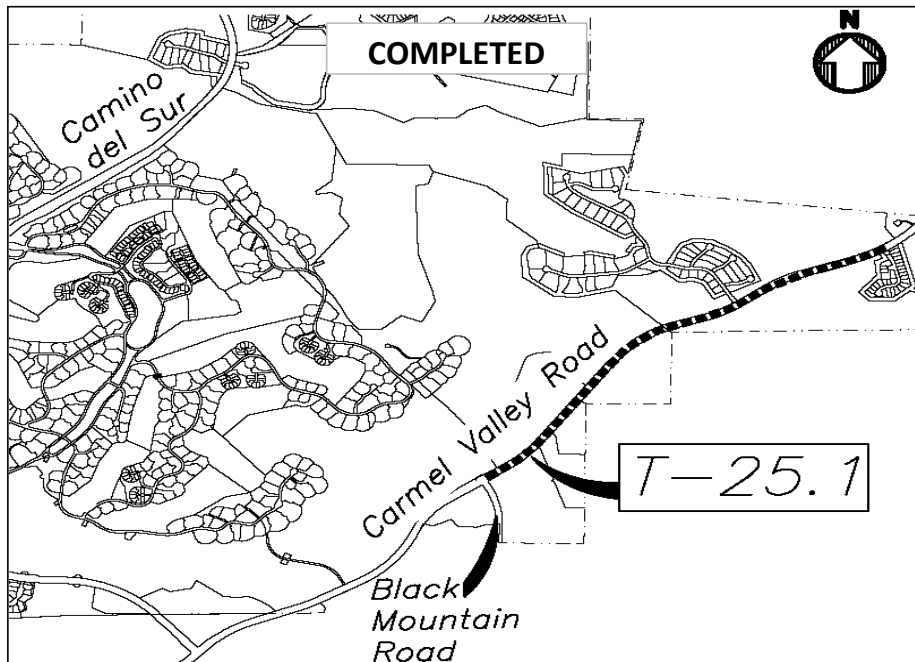 COMPLETED
N
Camino
del Sur
Carmel Valley Road
T-25.1
Black
Mountain
Road